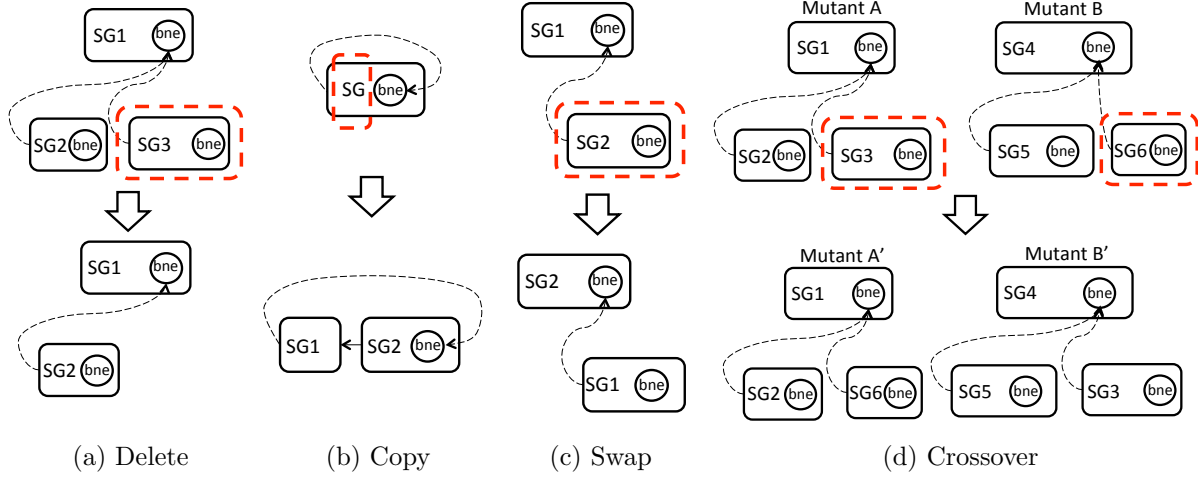 SG1 bne
SG2 bne
SG3 bne
SG1 bne
SG2 bne
(a) Delete
SG bne
SG1
SG2 bne
(b) Copy
SG1 bne
SG2 bne
SG2 bne
SG1 bne
(c) Swap
Mutant A
SG1 bne
SG2 bne
SG3 bne
Mutant B
SG4 bne
SG5 bne
SG6 bne
Mutant A’
SG1 bne
SG2 bne
SG6 bne
Mutant B’
SG4 bne
SG5 bne
SG3 bne
(d) Crossover